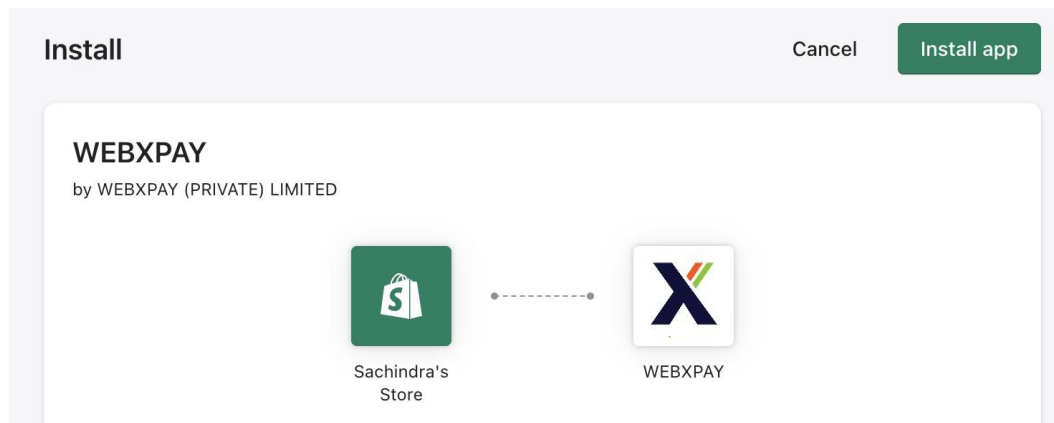 Install
Cancel
Install app
WEBXPAY
by WEBXPAY (PRIVATE) LIMITED
Sachindra's
Store
WEBXPAY